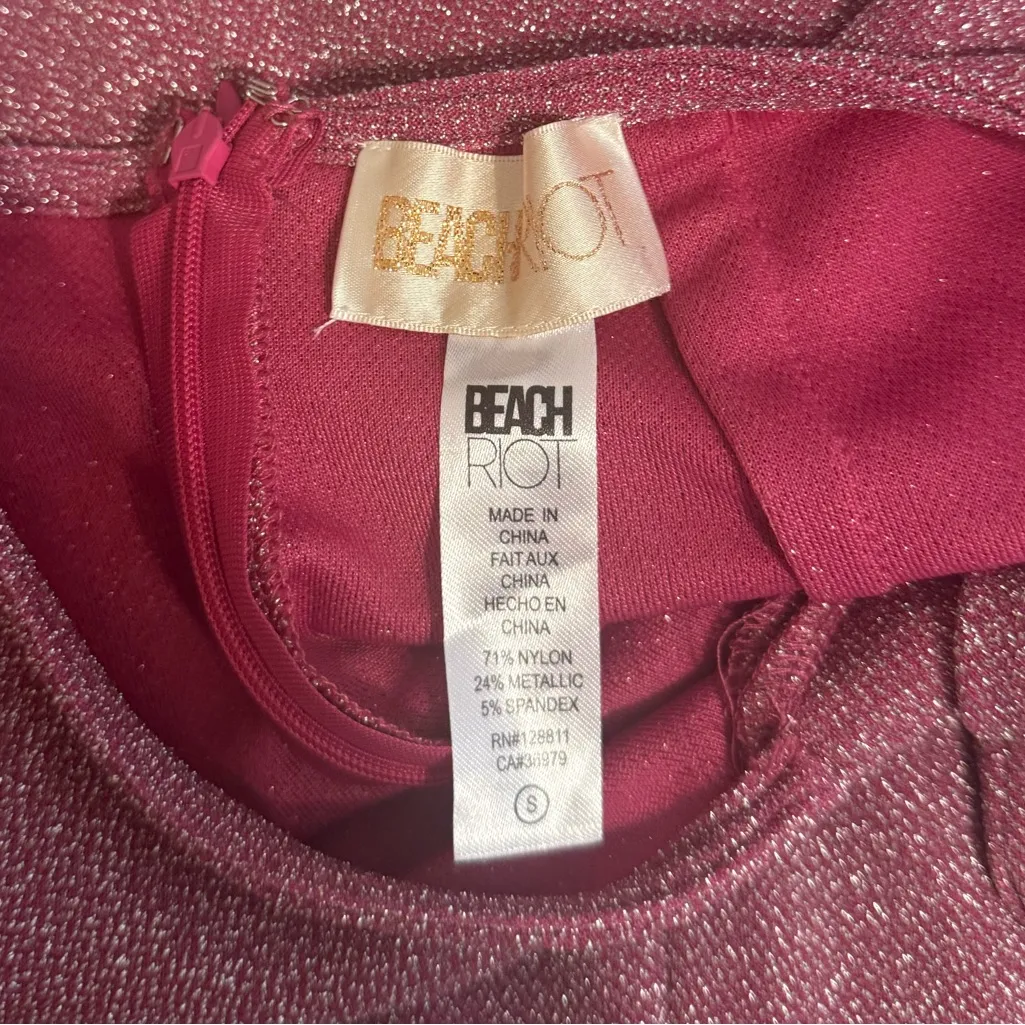 BEACHRIOT
BEACH
RIOT
MADE IN
CHINA
FAIT AUX
CHINA
HECHO EN
CHINA
71% NYLON
24% METALLIC
5% SPANDEX
RN#128811
CA#36979
S